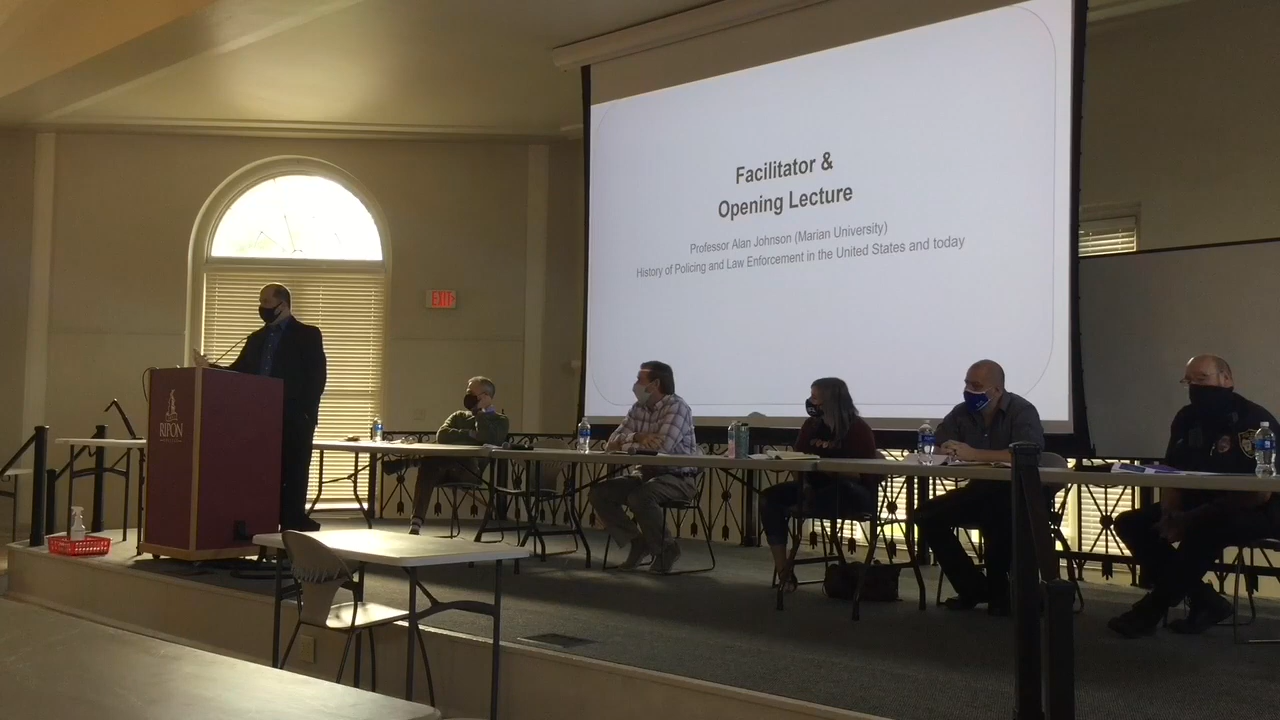 Facilitator &
Opening Lecture
Professor Alan Johnson (Marian University)
History of Policing and Law Enforcement in the United States and today
EXIT
RIPON